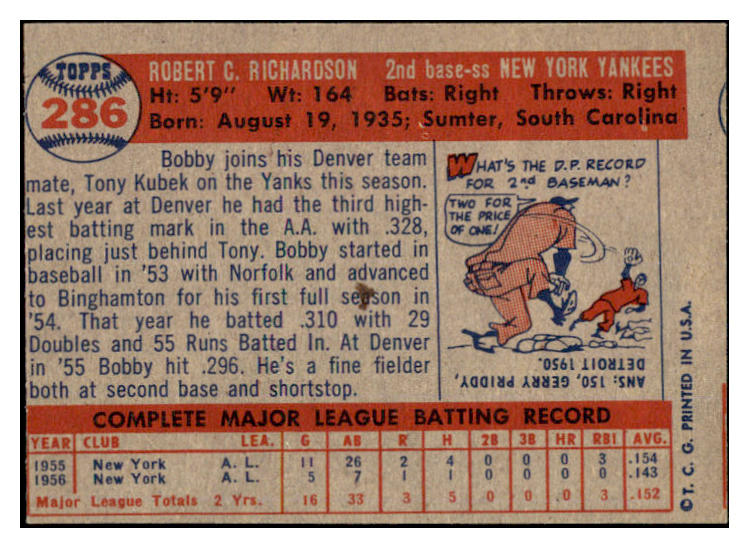 TOPPS
286
ROBERT C. RICHARDSON 2nd base-ss NEW YORK YANKEES
Ht: 5'9" Wt: 164 Bats: Right Throws: Right
Born: August 19, 1935; Sumter, South Carolina
Bobby joins his Denver team
mate, Tony Kubek on the Yanks this season.
Last year at Denver he had the third high-
est batting mark in the A.A. with .328,
placing just behind Tony. Bobby started in
baseball in '53 with Norfolk and advanced
to Binghamton for his first full season in
'54. That year he batted .310 with 29
Doubles and 55 Runs Batted In. At Denver
in '55 Bobby hit .296. He's a fine fielder
both at second base and shortstop.
WHAT'S THE D.P. RECORD
FOR 2nd BASEMAN?
TWO FOR
THE PRICE
OF ONE!
ANS: 150, GERRY PRIDDY,
DETROIT 1950.
COMPLETE MAJOR LEAGUE BATTING RECORD
YEAR CLUB LEA. G AB R H 2B 3B HR RBI AVG.
1955 New York A. L. 11 26 2 4 0 0 0 3 .154
1956 New York A. L. 5 7 1 1 0 0 0 0 .143
Major League Totals 2 Yrs. 16 33 3 5 0 0 .0 3 .152
©T. C. G. PRINTED IN U.S.A.